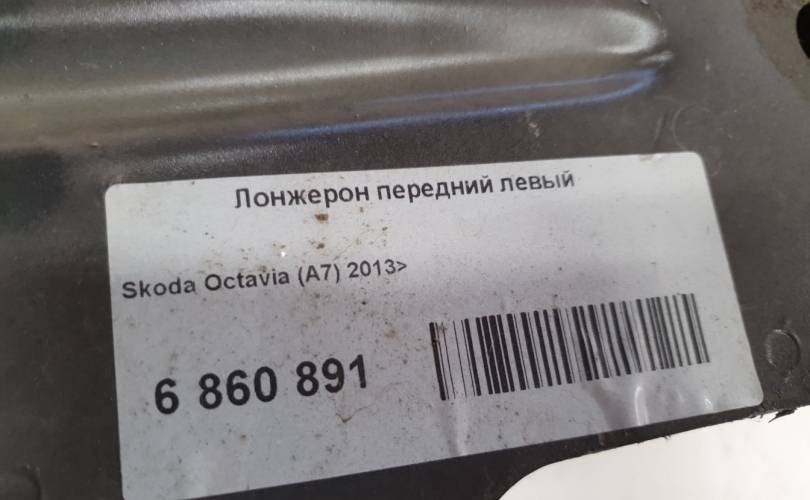 Лонжерон передний левый
Skoda Octavia (A7) 2013>
6 860 891